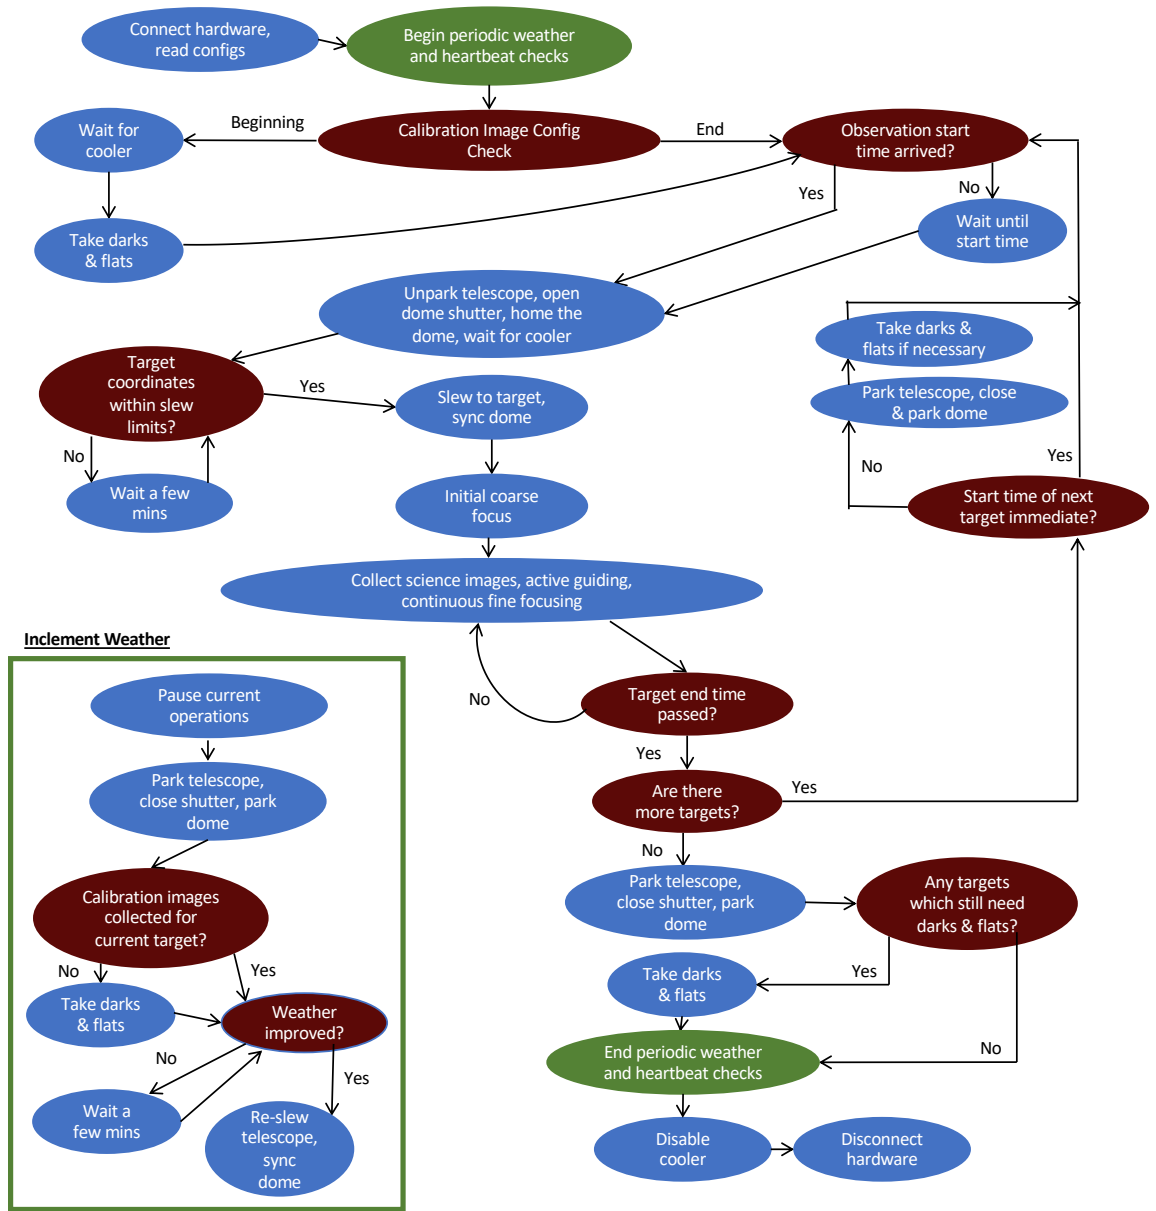 Connect hardware,
read configs
Begin periodic weather
and heartbeat checks
Wait for
cooler
Beginning
Calibration Image Config
Check
End
Observation start
time arrived?
Yes
No
Take darks
& flats
Wait until
start time
Unpark telescope, open
dome shutter, home the
dome, wait for cooler
Take darks &
flats if necessary
Target
coordinates
within slew
limits?
Yes
Slew to target,
sync dome
Park telescope, close
& park dome
No
Wait a few
mins
Initial coarse
focus
No
Yes
Start time of next
target immediate?
Collect science images, active guiding,
continuous fine focusing
No
Target end time
passed?
Yes
Are there
more targets?
Yes
No
Park telescope,
close shutter, park
dome
Any targets
which still need
darks & flats?
Yes
Take darks
& flats
No
End periodic weather
and heartbeat checks
Disable
cooler
Disconnect
hardware
Inclement Weather
Pause current
operations
Park telescope,
close shutter, park
dome
Calibration images
collected for
current target?
No
Yes
Take darks
& flats
Weather
improved?
No
Yes
Wait a
few mins
Re-slew
telescope,
sync
dome